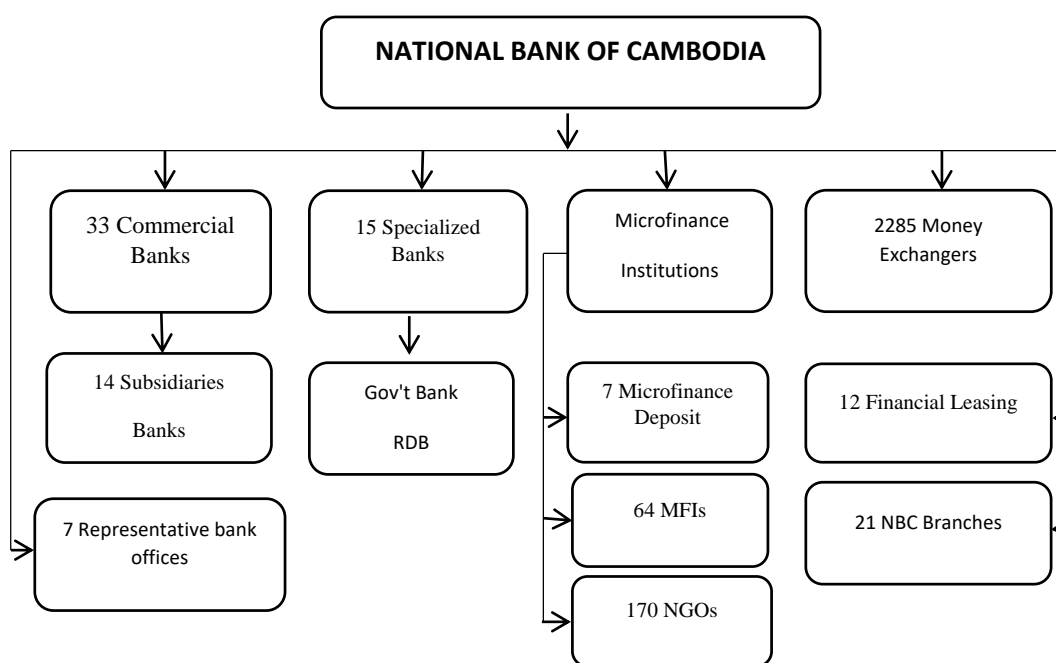 NATIONAL BANK OF CAMBODIA
33 Commercial
Banks
15 Specialized
Banks
Microfinance
Institutions
2285 Money
Exchangers
14 Subsidiaries
Banks
Gov't Bank
RDB
7 Microfinance
Deposit
12 Financial Leasing
7 Representative bank
offices
64 MFIs
21 NBC Branches
170 NGOs